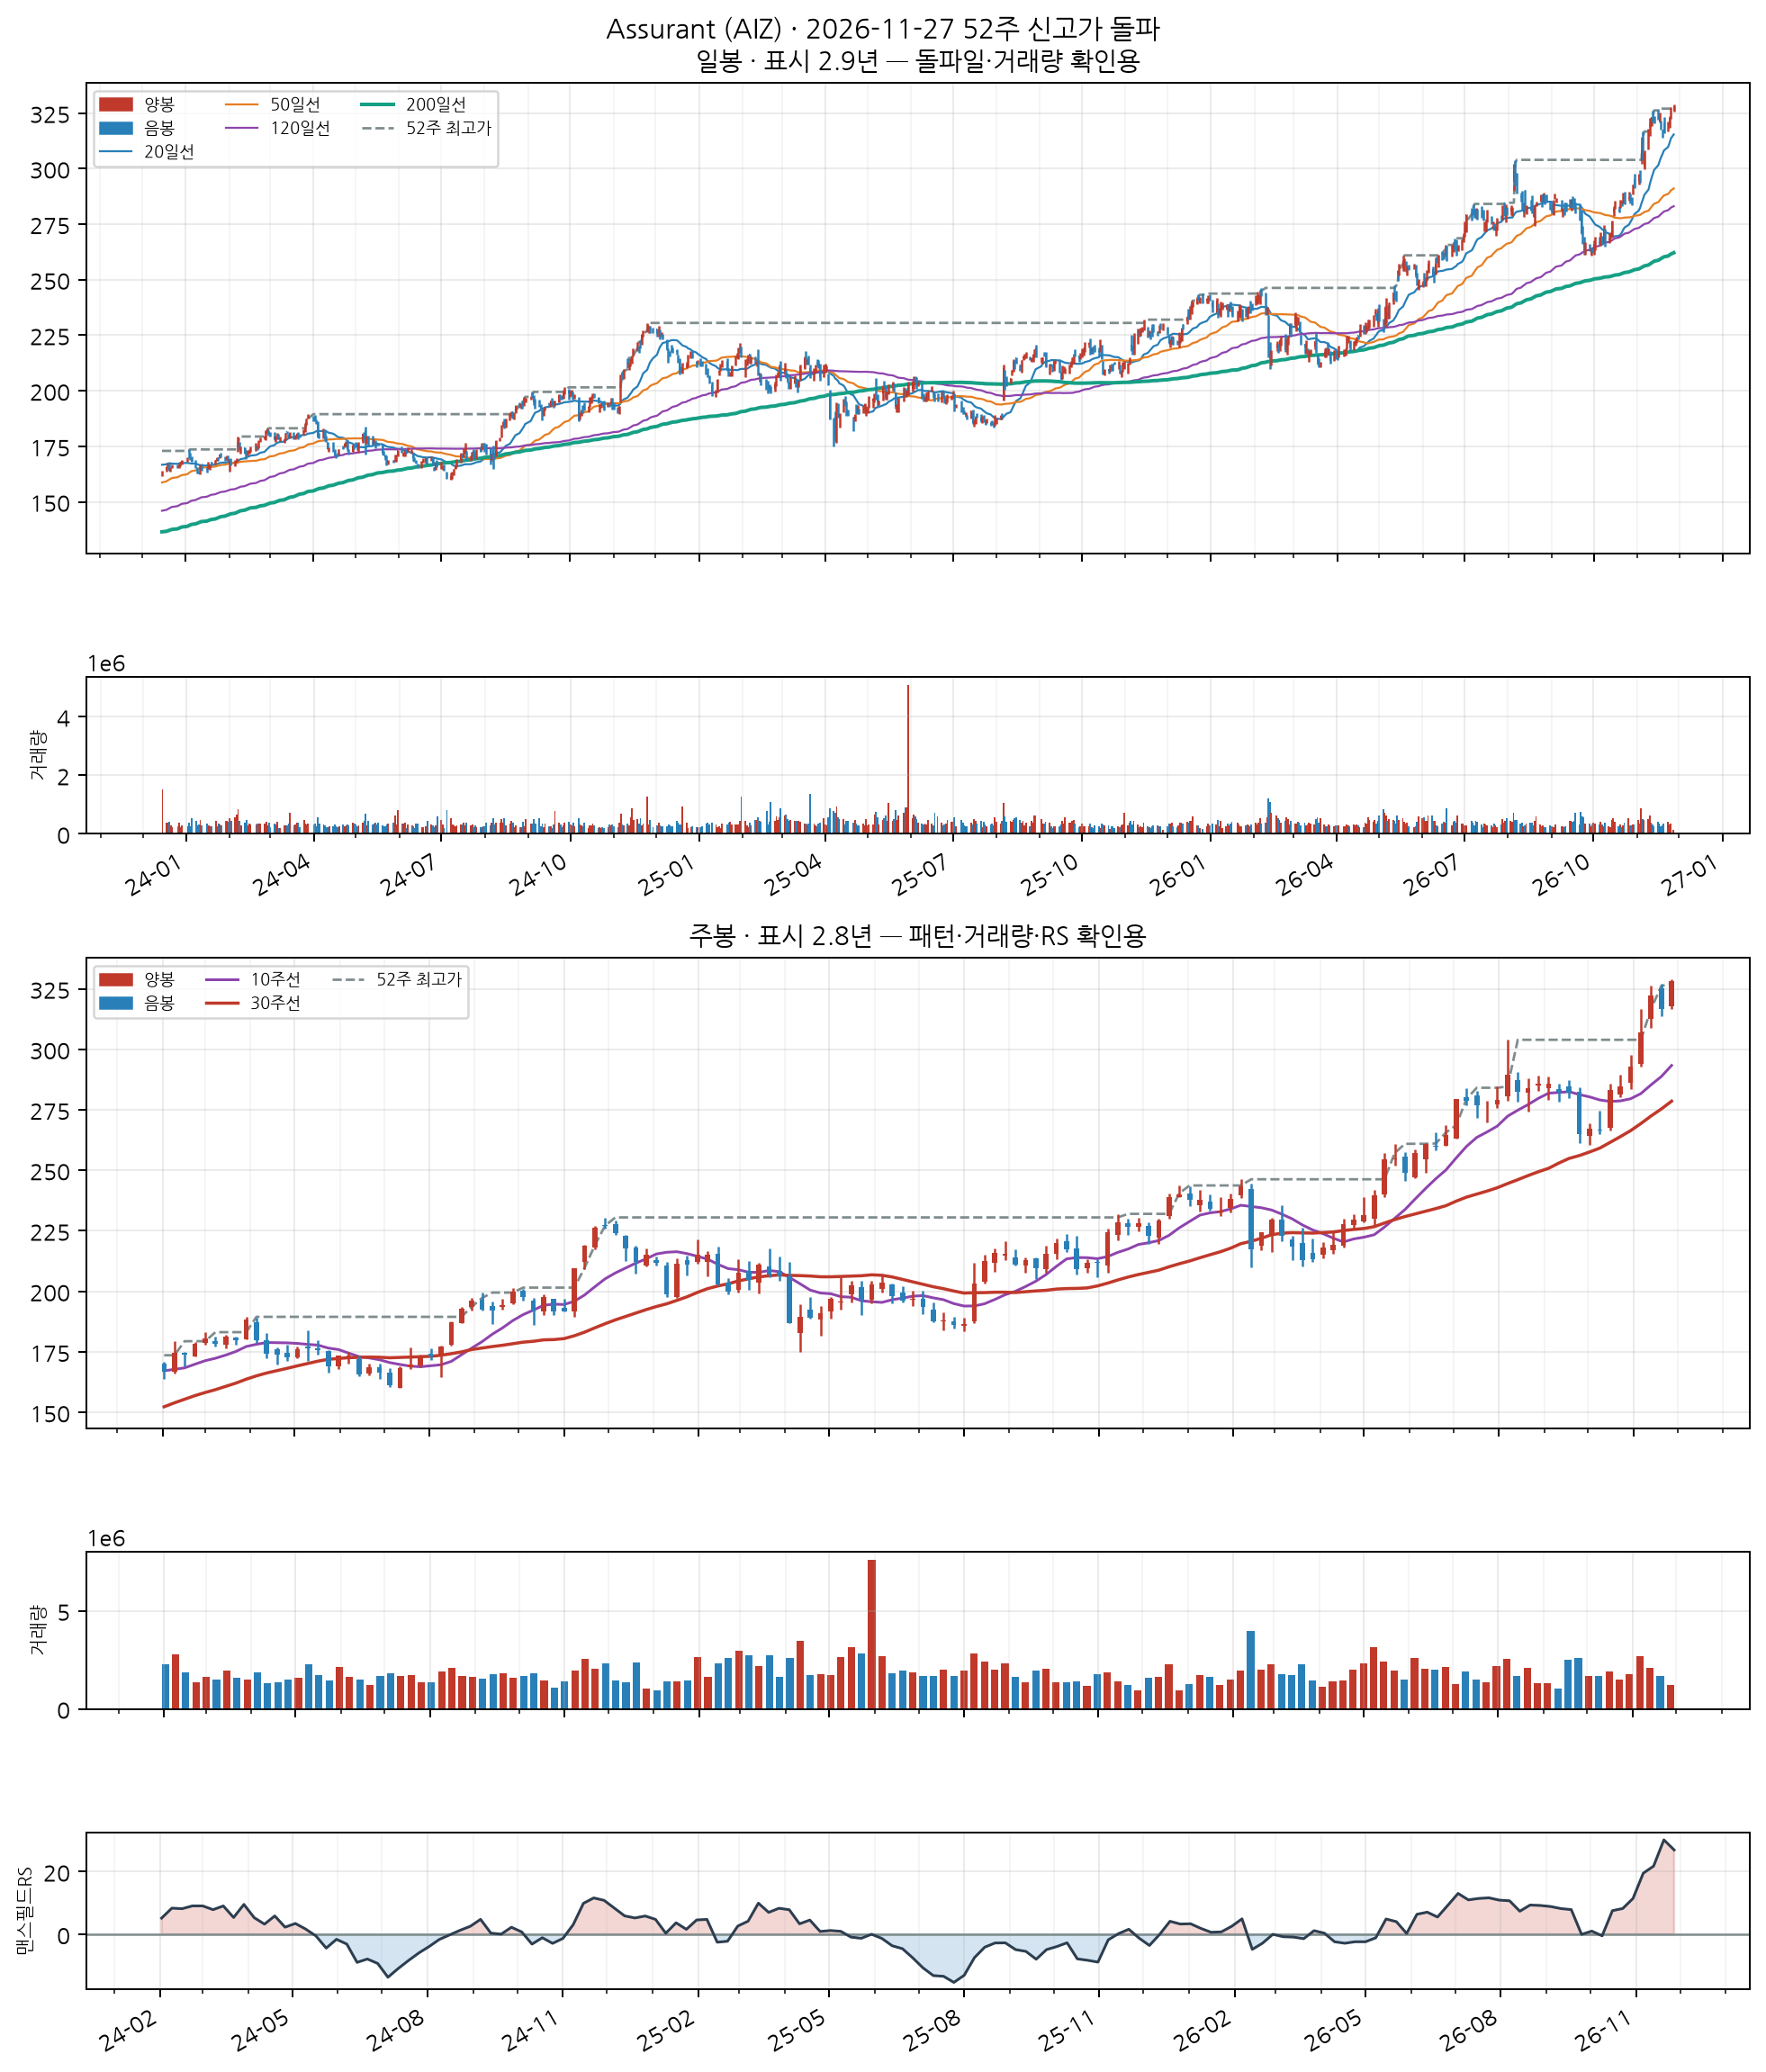 Assurant (AIZ) · 2026-11-27 52주 신고가 돌파
일봉 · 표시 2.9년 — 돌파일·거래량 확인용
양봉
음봉
20일선
50일선
120일선
200일선
52주 최고가
325
300
275
250
225
200
175
150
1e6
거래량
4
2
0
24-01
24-04
24-07
24-10
25-01
25-04
25-07
25-10
26-01
26-04
26-07
26-10
27-01
주봉 · 표시 2.8년 — 패턴·거래량·RS 확인용
양봉
음봉
10주선
30주선
52주 최고가
325
300
275
250
225
200
175
150
1e6
거래량
5
0
맨스필드RS
20
0
24-02
24-05
24-08
24-11
25-02
25-05
25-08
25-11
26-02
26-05
26-08
26-11